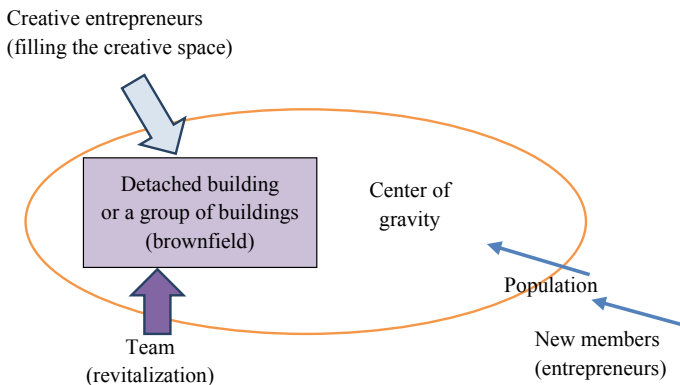 Creative entrepreneurs
(filling the creative space)
Detached building
or a group of buildings
(brownfield)
Center of
gravity
Population
Team
(revitalization)
New members
(entrepreneurs)